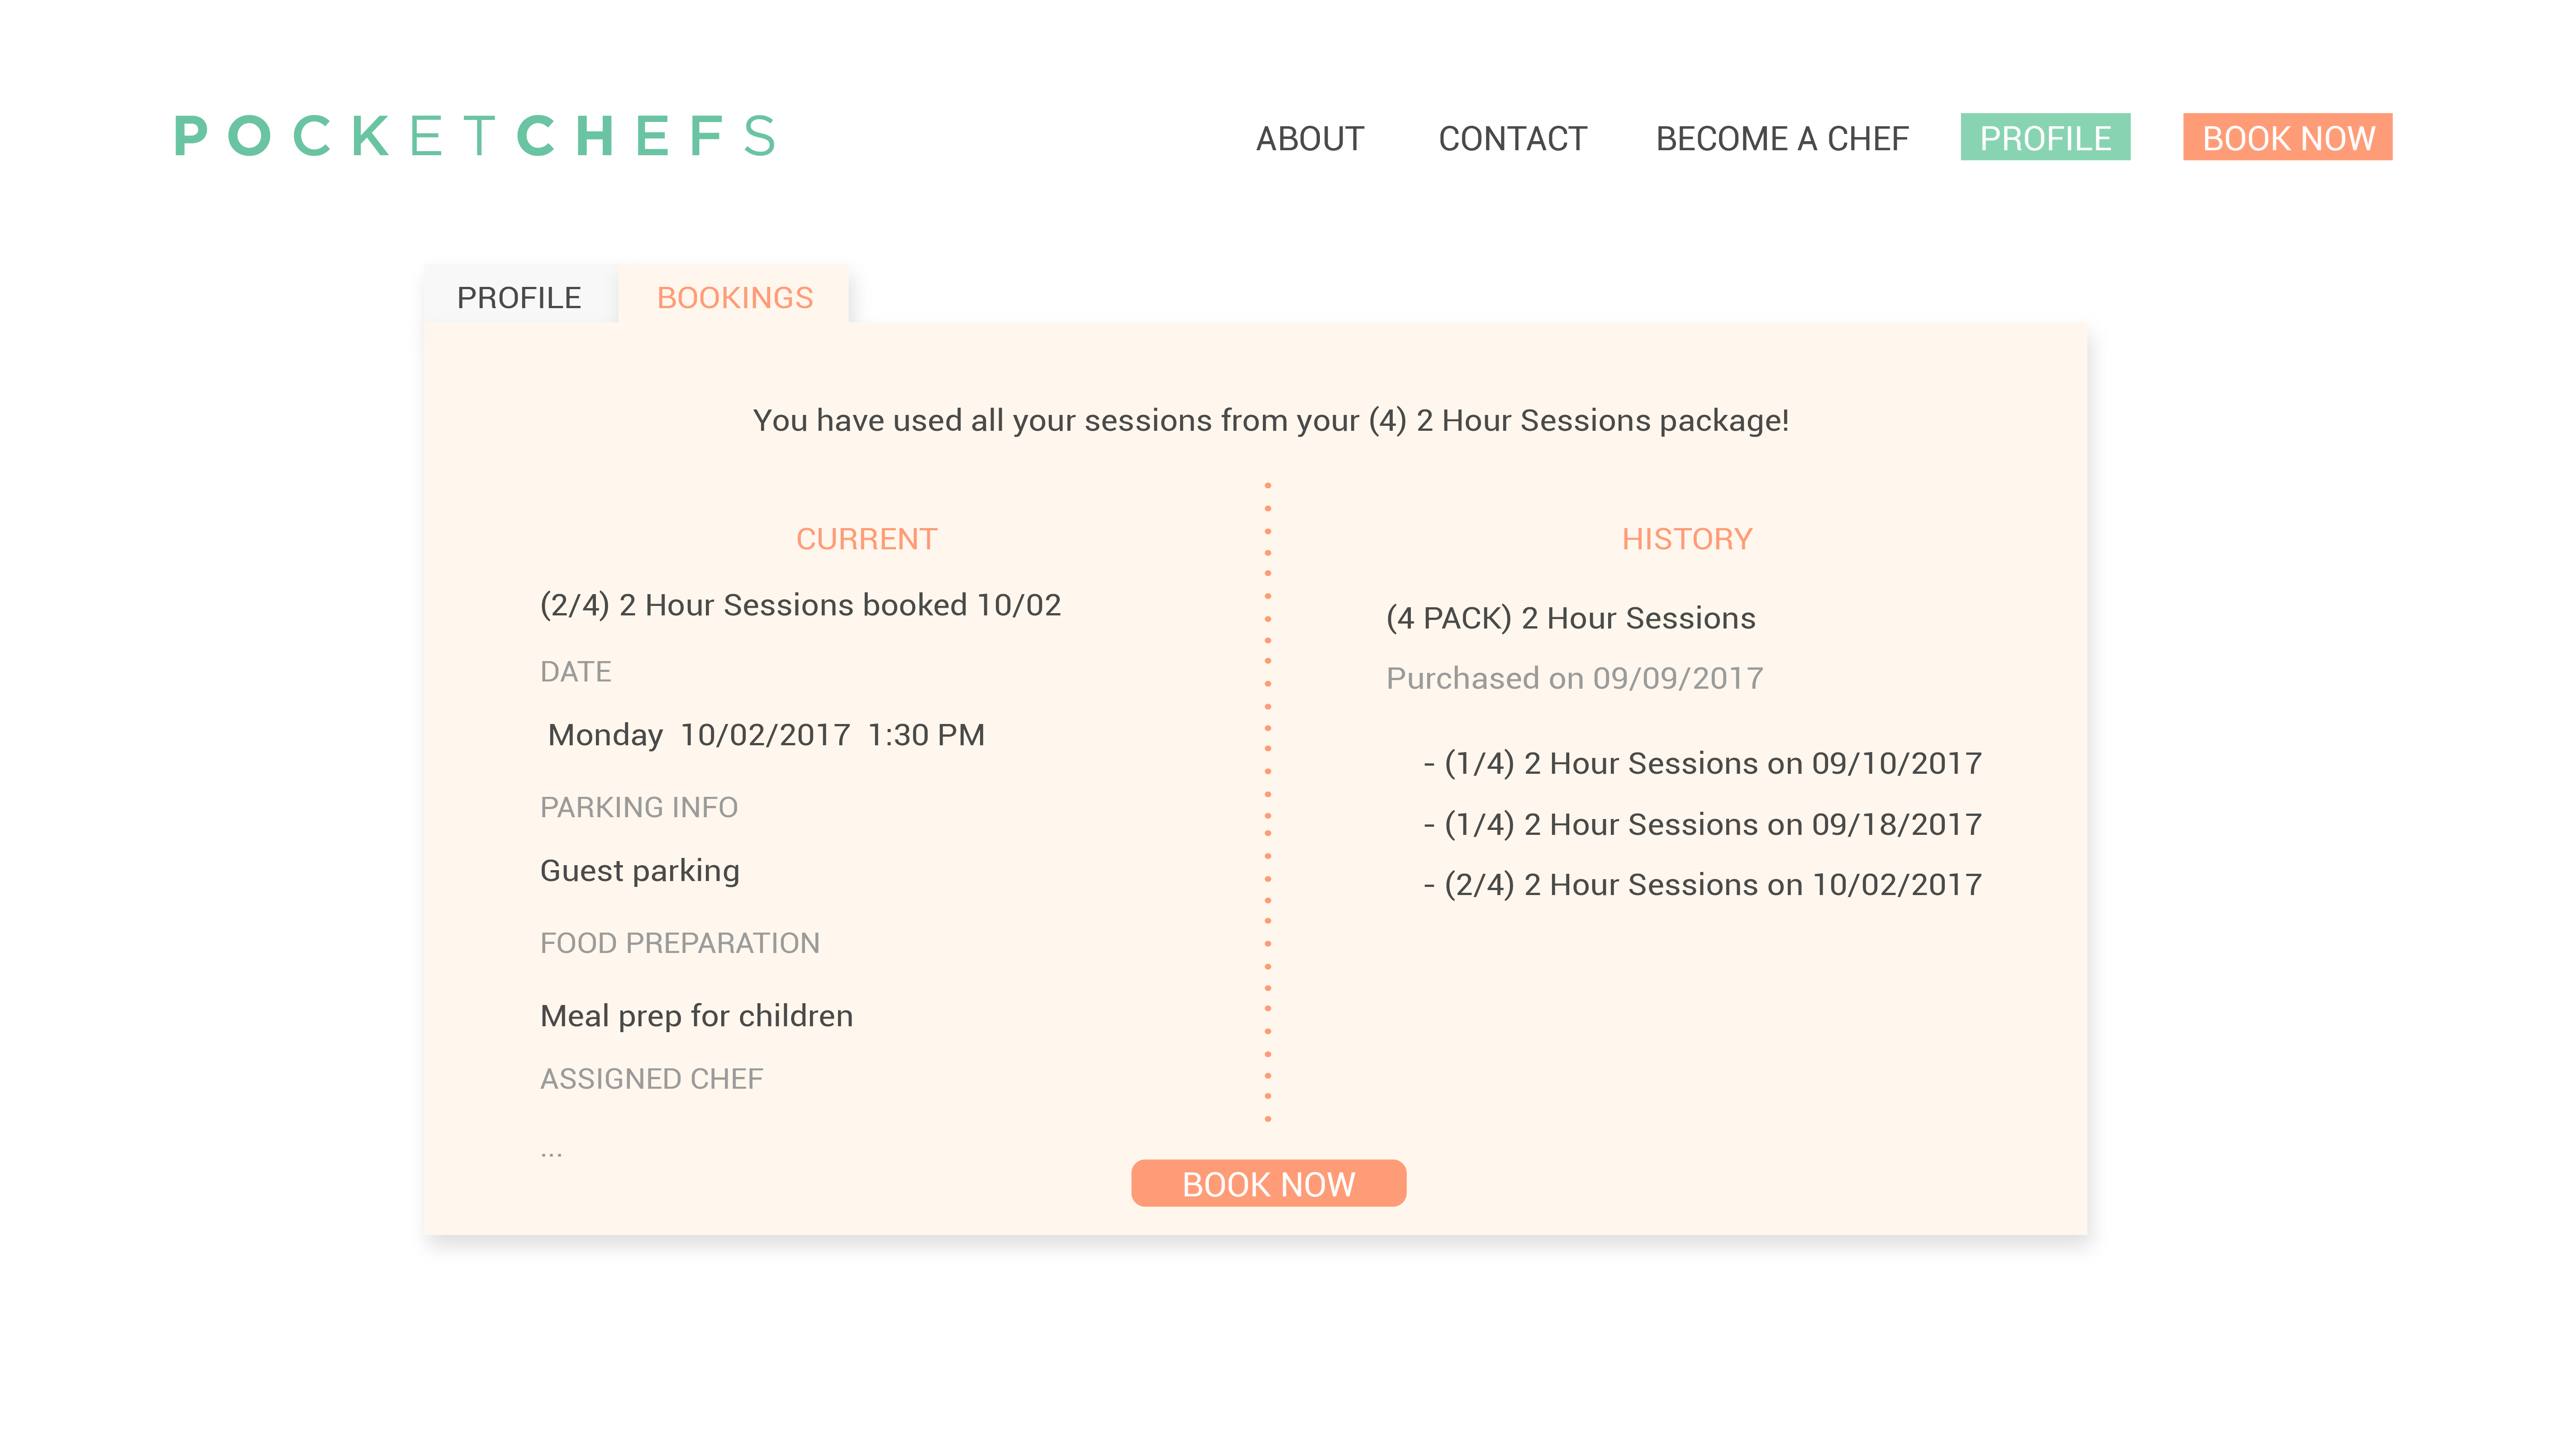 POCKETCHEFS
ABOUT CONTACT BECOME A CHEF PROFILE BOOK NOW
PROFILE BOOKINGS
You have used all your sessions from your (4) 2 Hour Sessions package!
CURRENT
(2/4) 2 Hour Sessions booked 10/02
DATE
Monday 10/02/2017 1:30 PM
PARKING INFO
Guest parking
FOOD PREPARATION
Meal prep for children
ASSIGNED CHEF
...
HISTORY
(4 PACK) 2 Hour Sessions
Purchased on 09/09/2017
- (1/4) 2 Hour Sessions on 09/10/2017
- (1/4) 2 Hour Sessions on 09/18/2017
- (2/4) 2 Hour Sessions on 10/02/2017
BOOK NOW